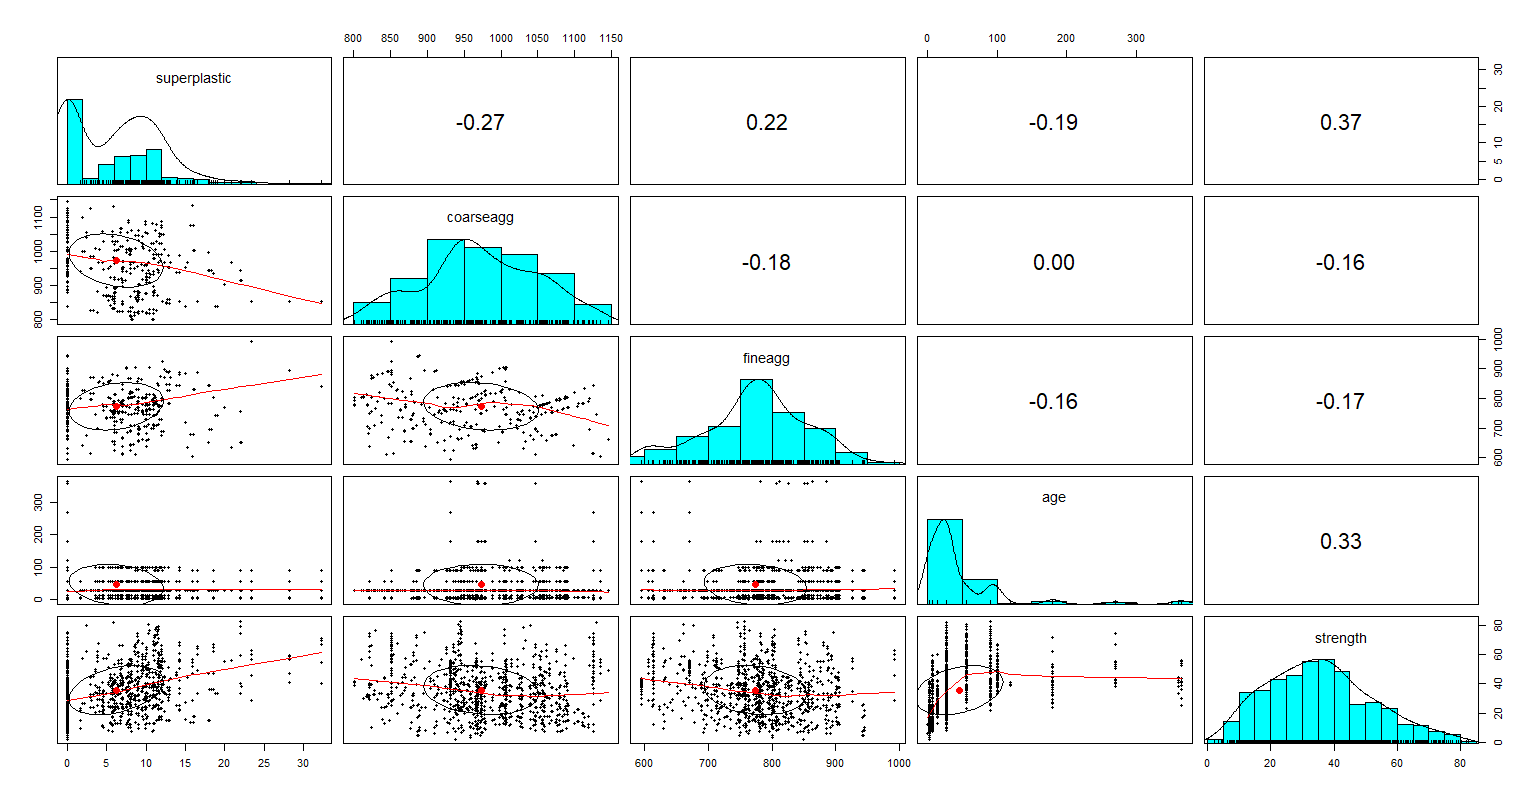 800 850 900 950 1000 1050 1100 1150 0 100 200 300
superplastic -0.27 0.22 -0.19 0.37
0 5 10 20 30
800 900 1000 1100
coarseagg -0.18 0.00 -0.16
fineagg -0.16 -0.17
600 700 800 900 1000
0 100 200 300
age 0.33
strength
0 20 40 60 80
0 5 10 15 20 25 30 600 700 800 900 1000 0 20 40 60 80